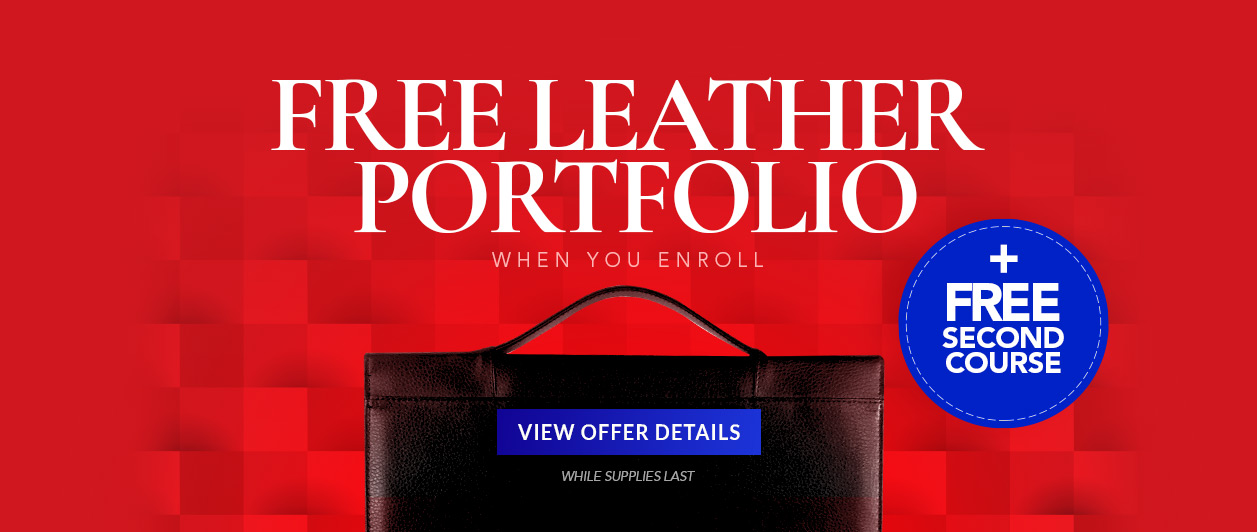 FREE LEATHER
PORTFOLIO
WHEN YOU ENROLL
+
FREE
SECOND
COURSE
VIEW OFFER DETAILS
WHILE SUPPLIES LAST